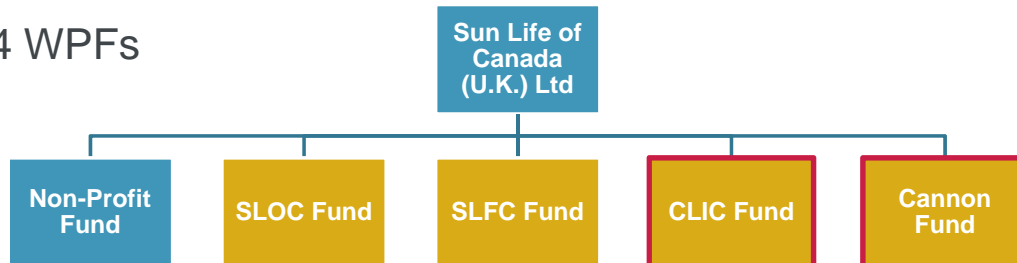 4 WPFs
Sun Life of
Canada
(U.K.) Ltd
Non-Profit
Fund
SLOC Fund
SLFC Fund
CLIC Fund
Cannon
Fund